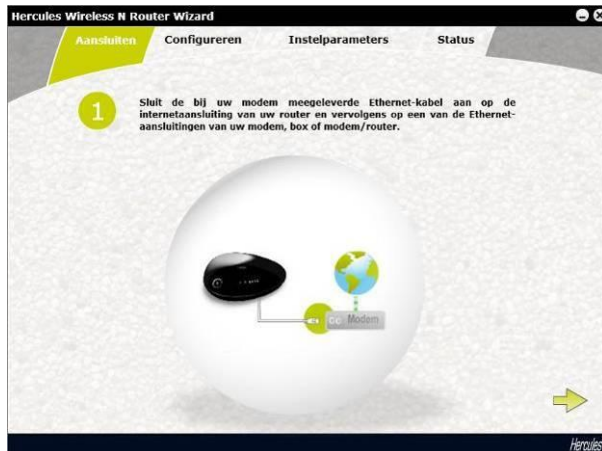 Hercules Wireless N Router Wizard
Aansluiten Configureren Instelparameters Status
1
Sluit de bij uw modem meegeleverde Ethernet-kabel aan op de
internetaansluiting van uw router en vervolgens op een van de Ethernet-
aansluitingen van uw modem, box of modem/router.
Modem
Hercules